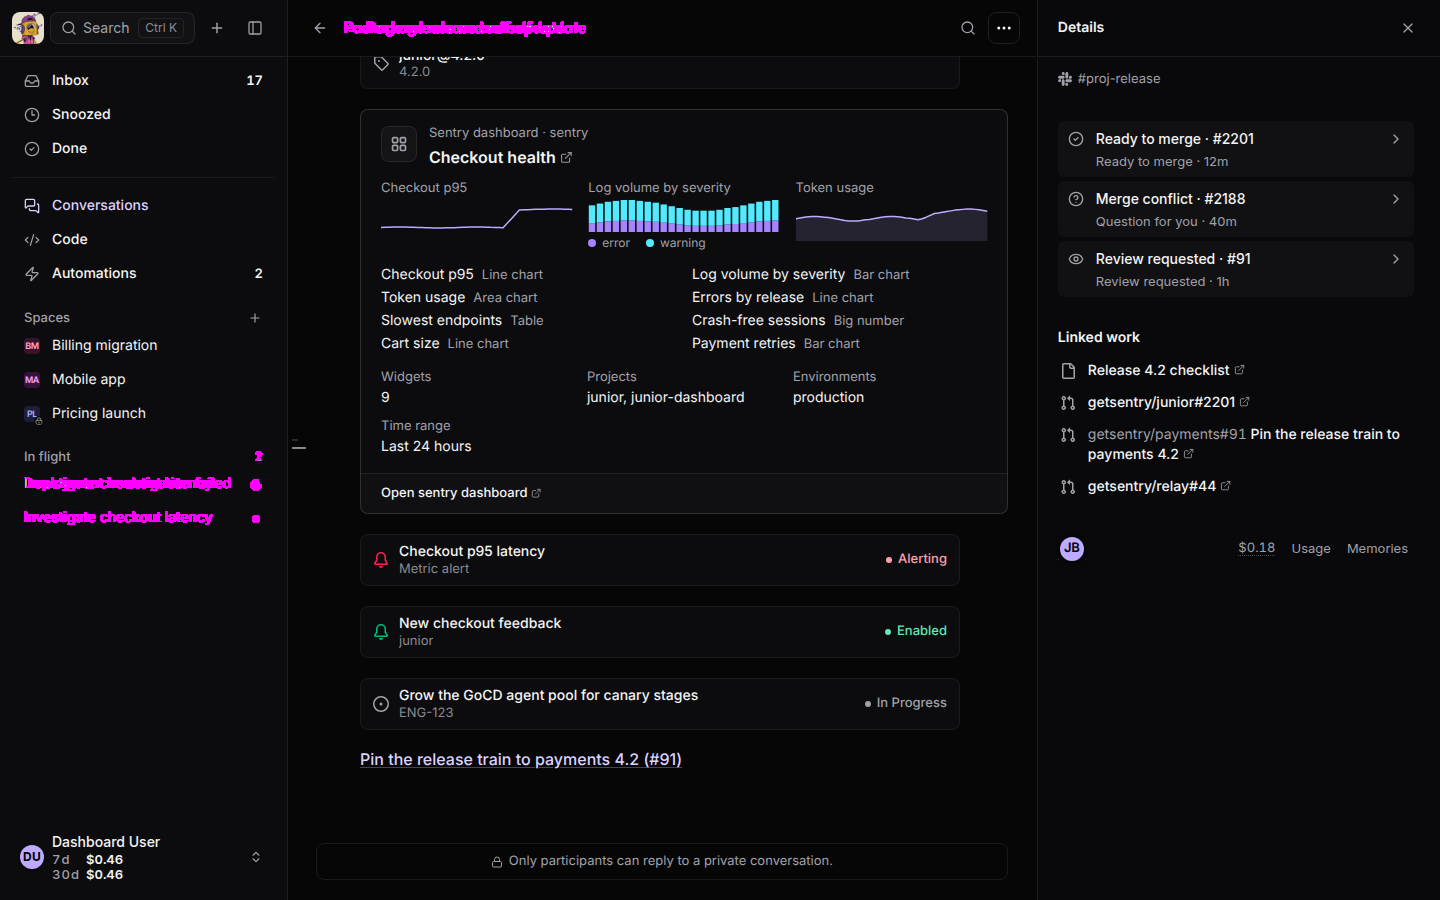 Search
Ctrl K
Inbox
17
Snoozed
Done
Conversations
Code
Automations
2
Spaces
BM
Billing migration
MA
Mobile app
PL
Pricing launch
In flight
Investigate checkout latency
DU
Dashboard User
7d $0.46
30d $0.46
junior@4.2.0
4.2.0
Sentry dashboard · sentry
Checkout health
Checkout p95
Log volume by severity
Token usage
error
warning
Checkout p95 Line chart
Log volume by severity Bar chart
Token usage Area chart
Errors by release Line chart
Slowest endpoints Table
Crash-free sessions Big number
Cart size Line chart
Payment retries Bar chart
Widgets
9
Projects
junior, junior-dashboard
Environments
production
Time range
Last 24 hours
Open sentry dashboard
Checkout p95 latency
Metric alert
Alerting
New checkout feedback
junior
Enabled
Grow the GoCD agent pool for canary stages
ENG-123
In Progress
Pin the release train to payments 4.2 (#91)
Only participants can reply to a private conversation.
Details
#proj-release
Ready to merge · #2201
Ready to merge · 12m
Merge conflict · #2188
Question for you · 40m
Review requested · #91
Review requested · 1h
Linked work
Release 4.2 checklist
getsentry/junior#2201
getsentry/payments#91 Pin the release train to
payments 4.2
getsentry/relay#44
JB
$0.18
Usage
Memories